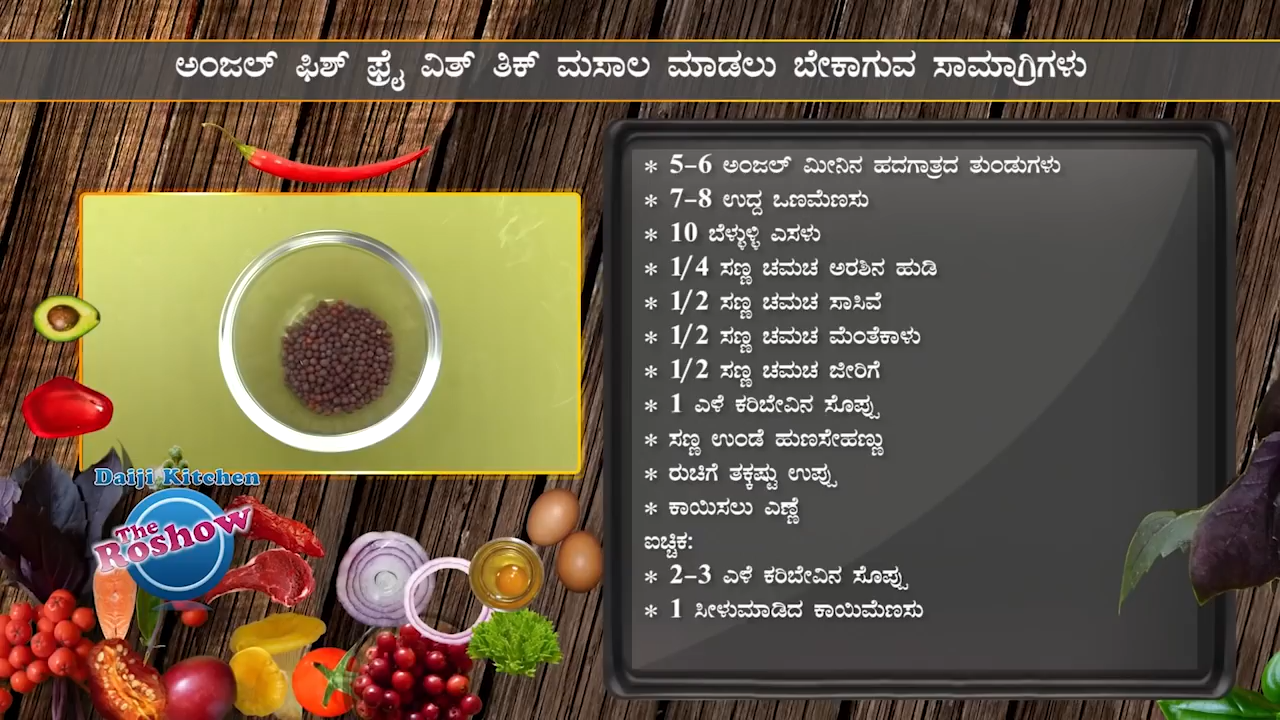 ಅಂಜಲ್ ಫಿಶ್ ಫ್ರೈ ವಿತ್ ತಿಕ್ ಮಸಾಲ ಮಾಡಲು ಬೇಕಾಗುವ ಸಾಮಾಗ್ರಿಗಳು
* 5-6 ಅಂಜಲ್ ಮೀನಿನ ಹದಗಾತ್ರದ ತುಂಡುಗಳು
* 7-8 ಉದ್ದ ಒಣಮೆಣಸು
* 10 ಬೆಳ್ಳುಳ್ಳಿ ಎಸಳು
* 1/4 ಸಣ್ಣ ಚಮಚ ಅರಶಿನ ಹುಡಿ
* 1/2 ಸಣ್ಣ ಚಮಚ ಸಾಸಿವೆ
* 1/2 ಸಣ್ಣ ಚಮಚ ಮೆಂತೆಕಾಳು
* 1/2 ಸಣ್ಣ ಚಮಚ ಜೀರಿಗೆ
* 1 ಎಳೆ ಕರಿಬೇವಿನ ಸೊಪ್ಪು
* ಸಣ್ಣ ಉಂಡೆ ಹುಣಸೇಹಣ್ಣು
* ರುಚಿಗೆ ತಕ್ಕಷ್ಟು ಉಪ್ಪು
* ಕಾಯಿಸಲು ಎಣ್ಣೆ
ಐಚ್ಚಿಕ:
* 2-3 ಎಳೆ ಕರಿಬೇವಿನ ಸೊಪ್ಪು
* 1 ಸೀಳುಮಾಡಿದ ಕಾಯಿಮೆಣಸು
Daiji Kitchen
The
Roshow